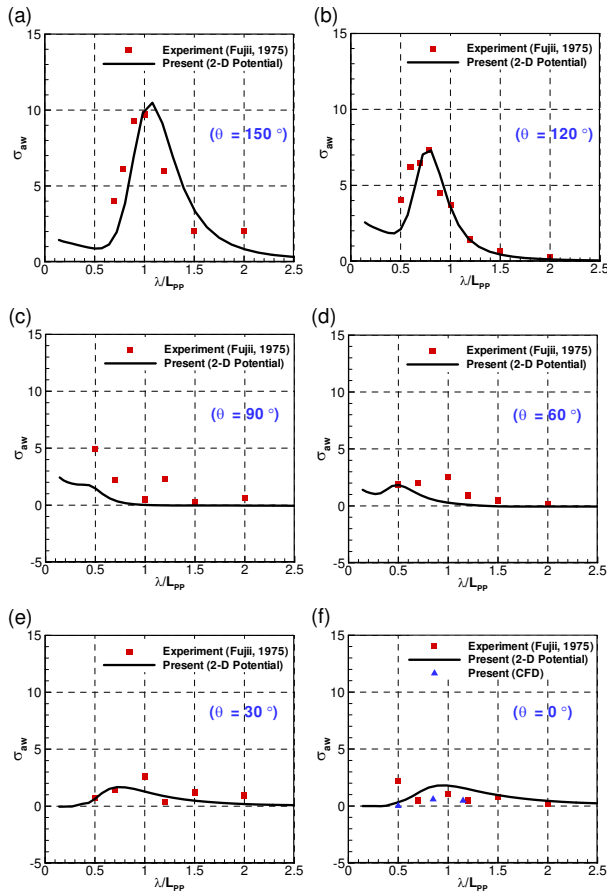 (a)
Experiment (Fujii, 1975)
Present (2-D Potential)
(θ = 150 °)
15
10
5
0
σaw
0 0.5 1 1.5 2 2.5
λ/LPP
(b)
Experiment (Fujii, 1975)
Present (2-D Potential)
(θ = 120 °)
15
10
5
0
σaw
0 0.5 1 1.5 2 2.5
λ/LPP
(c)
Experiment (Fujii, 1975)
Present (2-D Potential)
(θ = 90 °)
15
10
5
0
-5
σaw
0 0.5 1 1.5 2 2.5
λ/LPP
(d)
Experiment (Fujii, 1975)
Present (2-D Potential)
(θ = 60 °)
15
10
5
0
-5
σaw
0 0.5 1 1.5 2 2.5
λ/LPP
(e)
Experiment (Fujii, 1975)
Present (2-D Potential)
(θ = 30 °)
15
10
5
0
-5
σaw
0 0.5 1 1.5 2 2.5
λ/LPP
(f)
Experiment (Fujii, 1975)
Present (2-D Potential)
Present (CFD)
(θ = 0 °)
15
10
5
0
-5
σaw
0 0.5 1 1.5 2 2.5
λ/LPP